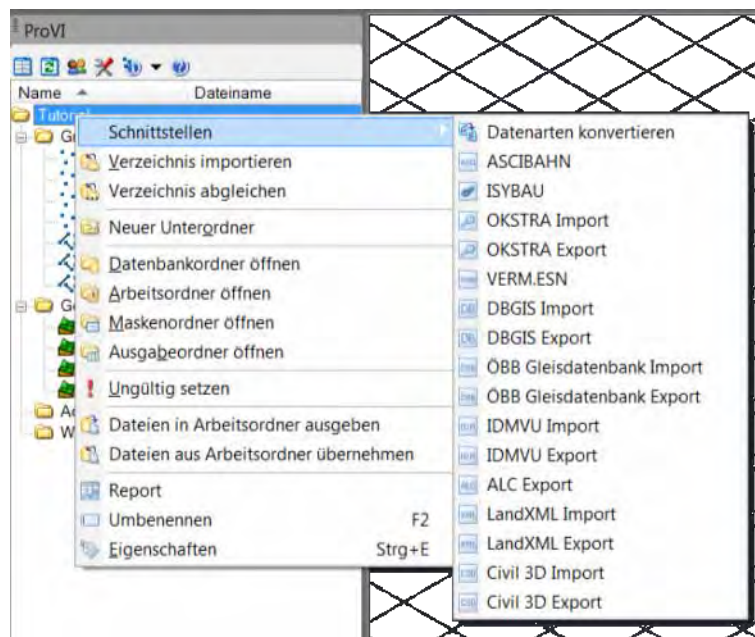 ProVI
Name Dateiname
Tutorial
Schnittstellen
Verzeichnis importieren
Verzeichnis abgleichen
Neuer Unterordner
Datenbankordner öffnen
Arbeitsordner öffnen
Maskenordner öffnen
Ausgabeordner öffnen
Ungültig setzen
Dateien in Arbeitsordner ausgeben
Dateien aus Arbeitsordner übernehmen
Report
Umbenennen F2
Eigenschaften Strg+E
Datenarten konvertieren
ASCIBAHN
ISYBAU
OKSTRA Import
OKSTRA Export
VERM.ESN
DBGIS Import
DBGIS Export
ÖBB Gleisdatenbank Import
ÖBB Gleisdatenbank Export
IDMVU Import
IDMVU Export
ALC Export
LandXML Import
LandXML Export
Civil 3D Import
Civil 3D Export